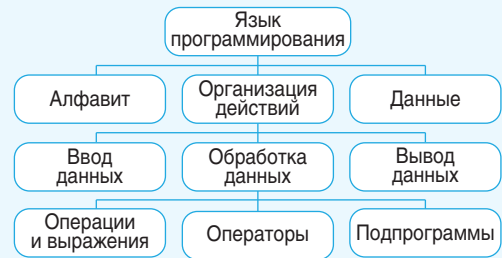 Язык
программирования
Алфавит
Организация
действий
Данные
Ввод
данных
Обработка
данных
Вывод
данных
Операции
и выражения
Операторы
Подпрограммы